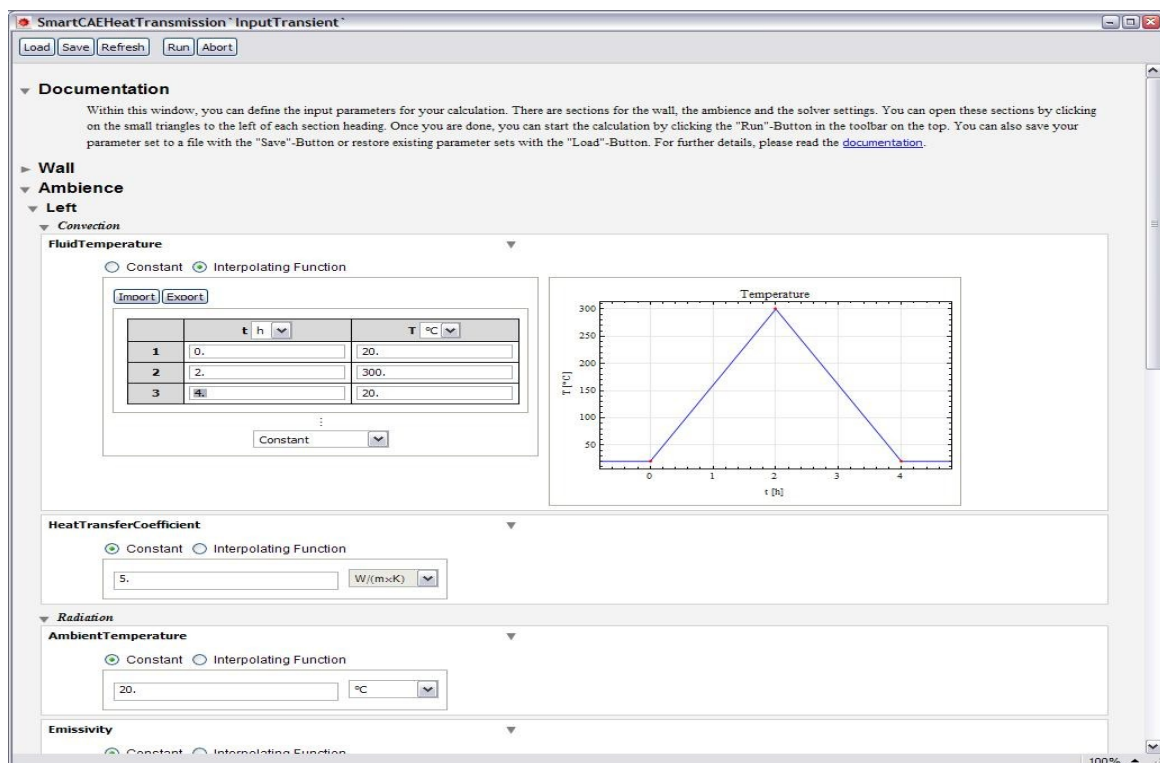 SmartCAEHeatTransmission`InputTransient`
Load Save Refresh Run Abort
Documentation
Within this window, you can define the input parameters for your calculation. There are sections for the wall, the ambience and the solver settings. You can open these sections by clicking
on the small triangles to the left of each section heading. Once you are done, you can start the calculation by clicking the "Run"-Button in the toolbar on the top. You can also save your
parameter set to a file with the "Save"-Button or restore existing parameter sets with the "Load"-Button. For further details, please read the documentation.
Wall
Ambience
Left
Convection
FluidTemperature
Constant Interpolating Function
Import Export
t h T °C
1 0. 20.
2 2. 300.
3 4. 20.
Constant
Temperature
300
250
200
150
100
50
T [°C]
0 1 2 3 4
t [h]
HeatTransferCoefficient
Constant Interpolating Function
5. W/(m×K)
Radiation
AmbientTemperature
Constant Interpolating Function
20. °C
Emissivity
Constant Interpolating Function
100%